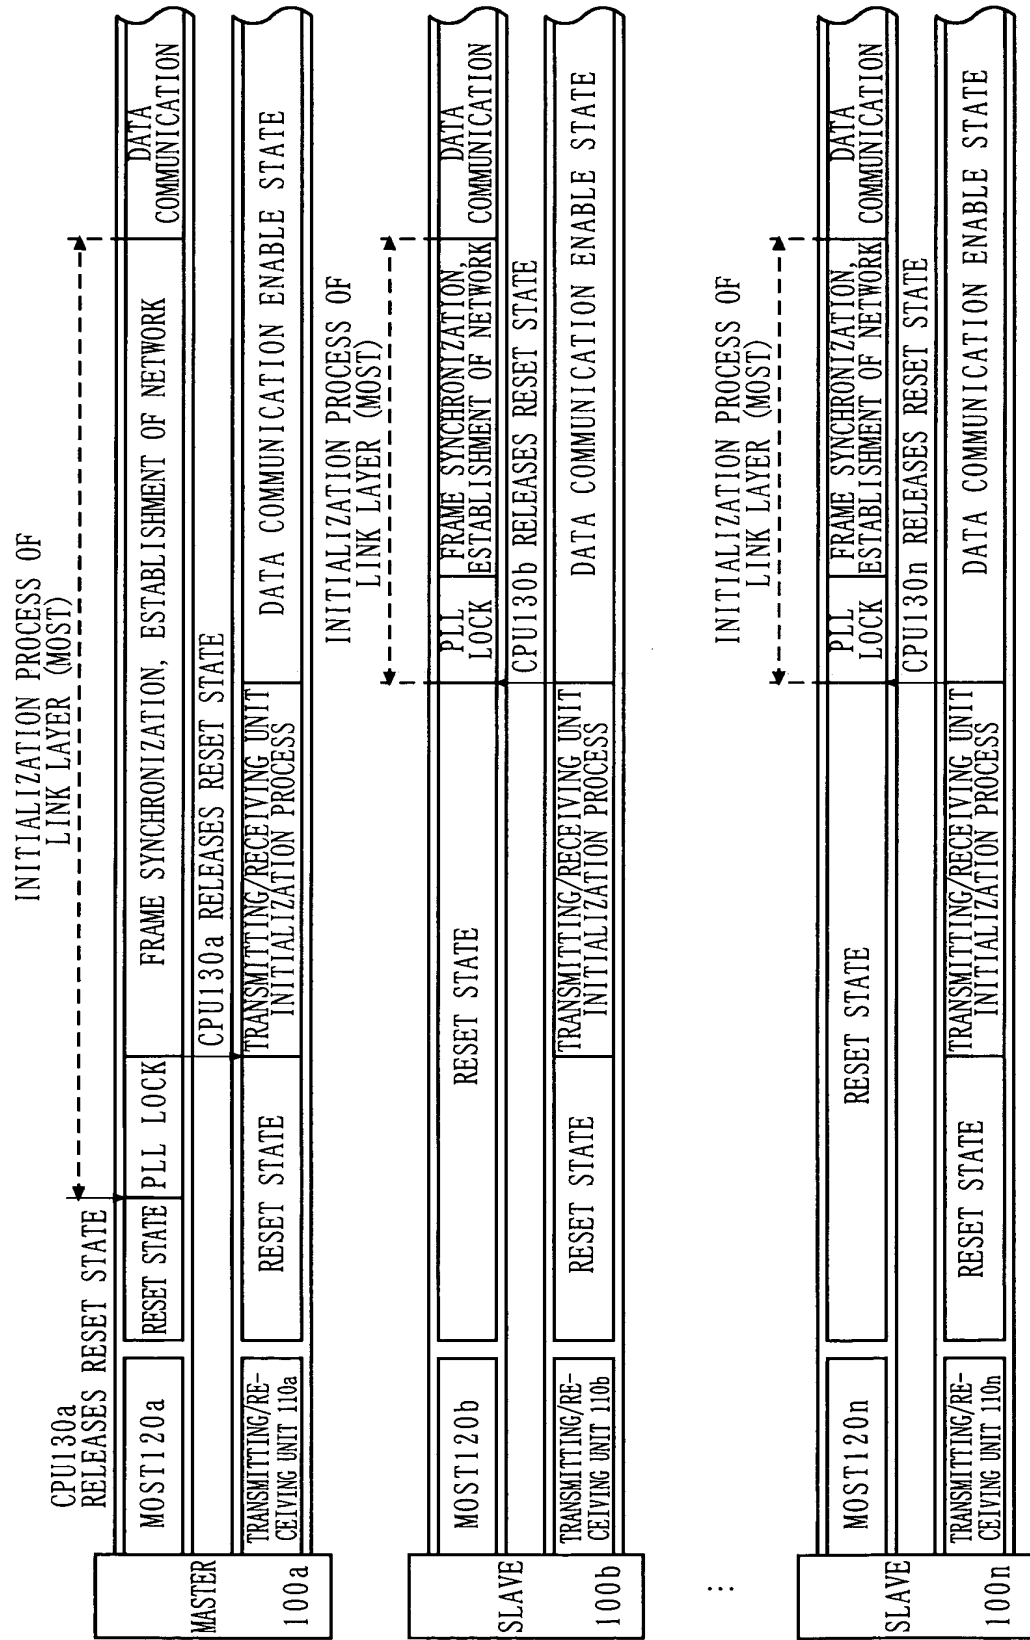 INITIALIZATION PROCESS OF
LINK LAYER (MOST)
CPU130a
RELEASES RESET STATE
MASTER
100a
MOST120a
RESET STATE
PLL LOCK
FRAME SYNCHRONIZATION, ESTABLISHMENT OF NETWORK
DATA
COMMUNICATION
CPU130a RELEASES RESET STATE
TRANSMITTING/RE-
CEIVING UNIT 110a
RESET STATE
TRANSMITTING/RECEIVING UNIT
INITIALIZATION PROCESS
DATA COMMUNICATION ENABLE STATE
INITIALIZATION PROCESS OF
LINK LAYER (MOST)
SLAVE
100b
MOST120b
RESET STATE
PLL
LOCK
FRAME SYNCHRONIZATION,
ESTABLISHMENT OF NETWORK
DATA
COMMUNICATION
CPU130b RELEASES RESET STATE
TRANSMITTING/RE-
CEIVING UNIT 110b
RESET STATE
TRANSMITTING/RECEIVING UNIT
INITIALIZATION PROCESS
DATA COMMUNICATION ENABLE STATE
...
INITIALIZATION PROCESS OF
LINK LAYER (MOST)
SLAVE
100n
MOST120n
RESET STATE
PLL
LOCK
FRAME SYNCHRONIZATION,
ESTABLISHMENT OF NETWORK
DATA
COMMUNICATION
CPU130n RELEASES RESET STATE
TRANSMITTING/RE-
CEIVING UNIT 110n
RESET STATE
TRANSMITTING/RECEIVING UNIT
INITIALIZATION PROCESS
DATA COMMUNICATION ENABLE STATE